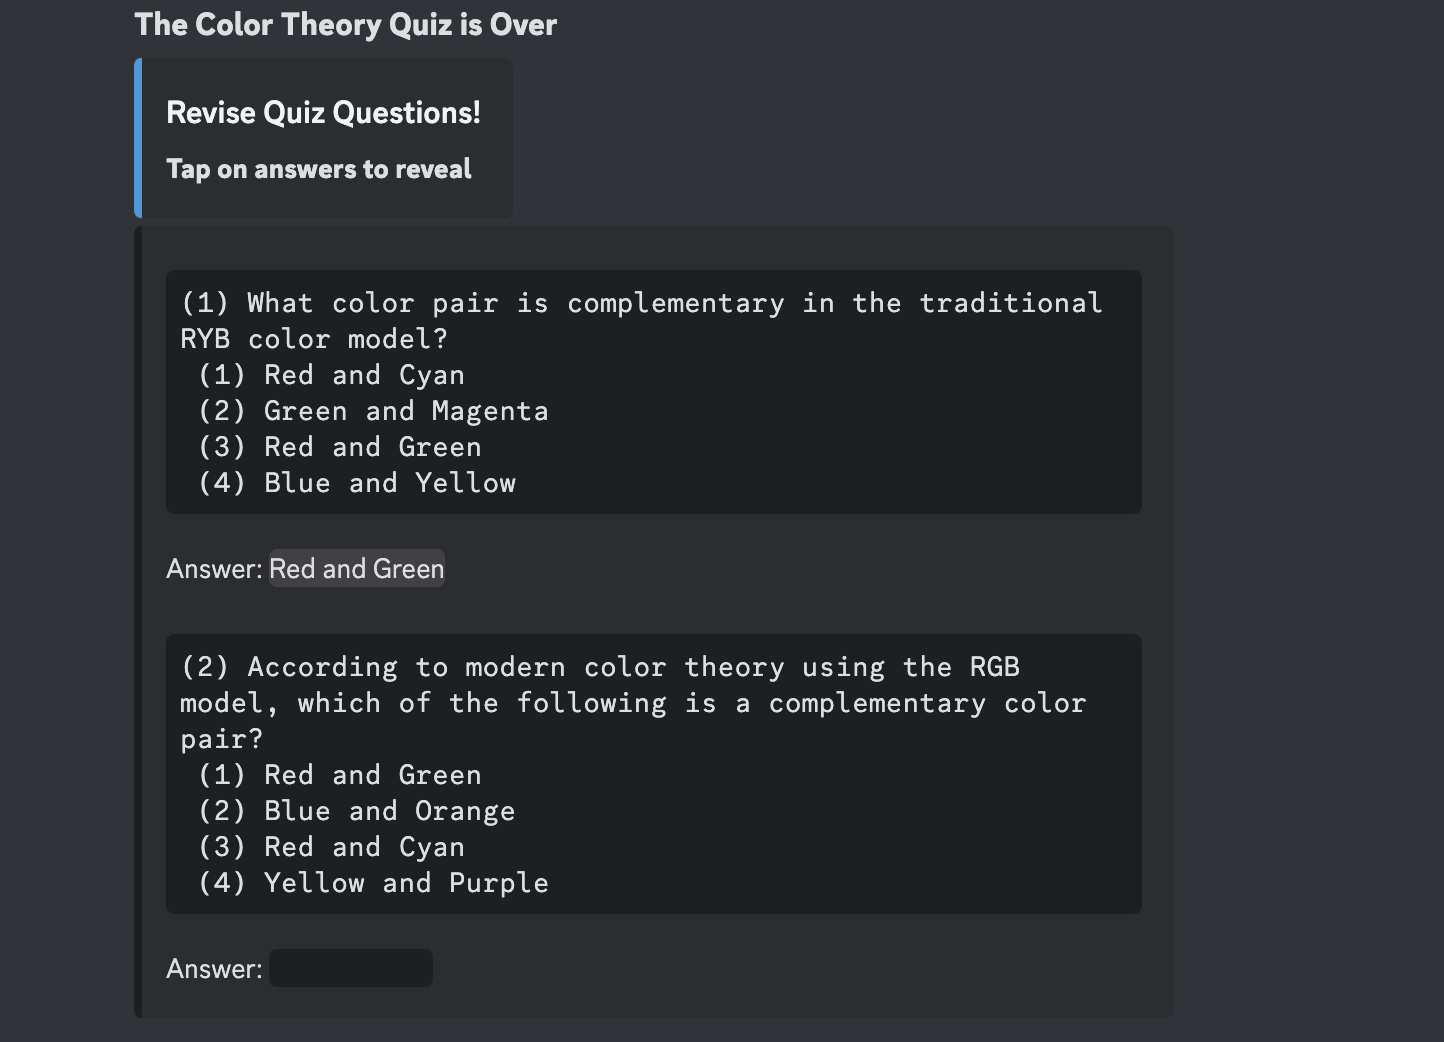 The Color Theory Quiz is Over
Revise Quiz Questions!
Tap on answers to reveal
(1) What color pair is complementary in the traditional
RYB color model?
(1) Red and Cyan
(2) Green and Magenta
(3) Red and Green
(4) Blue and Yellow
Answer: Red and Green
(2) According to modern color theory using the RGB
model, which of the following is a complementary color
pair?
(1) Red and Green
(2) Blue and Orange
(3) Red and Cyan
(4) Yellow and Purple
Answer: